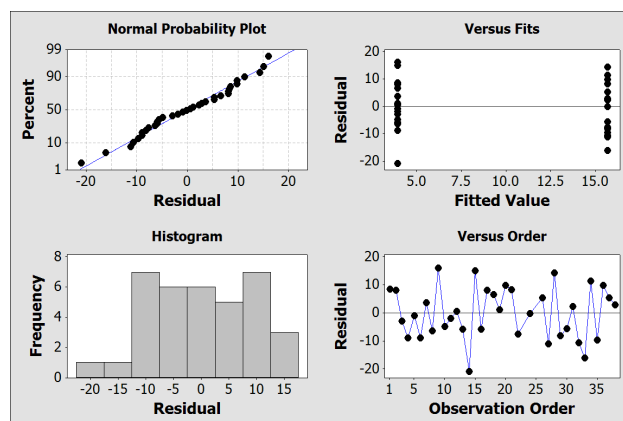 Normal Probability Plot
99
90
50
10
1
Percent
-20 -10 0 10 20
Residual
Versus Fits
20
10
0
-10
-20
Residual
5.0 7.5 10.0 12.5 15.0
Fitted Value
Histogram
8
6
4
2
0
Frequency
-20 -15 -10 -5 0 5 10 15
Residual
Versus Order
20
10
0
-10
-20
Residual
1 5 10 15 20 25 30 35
Observation Order